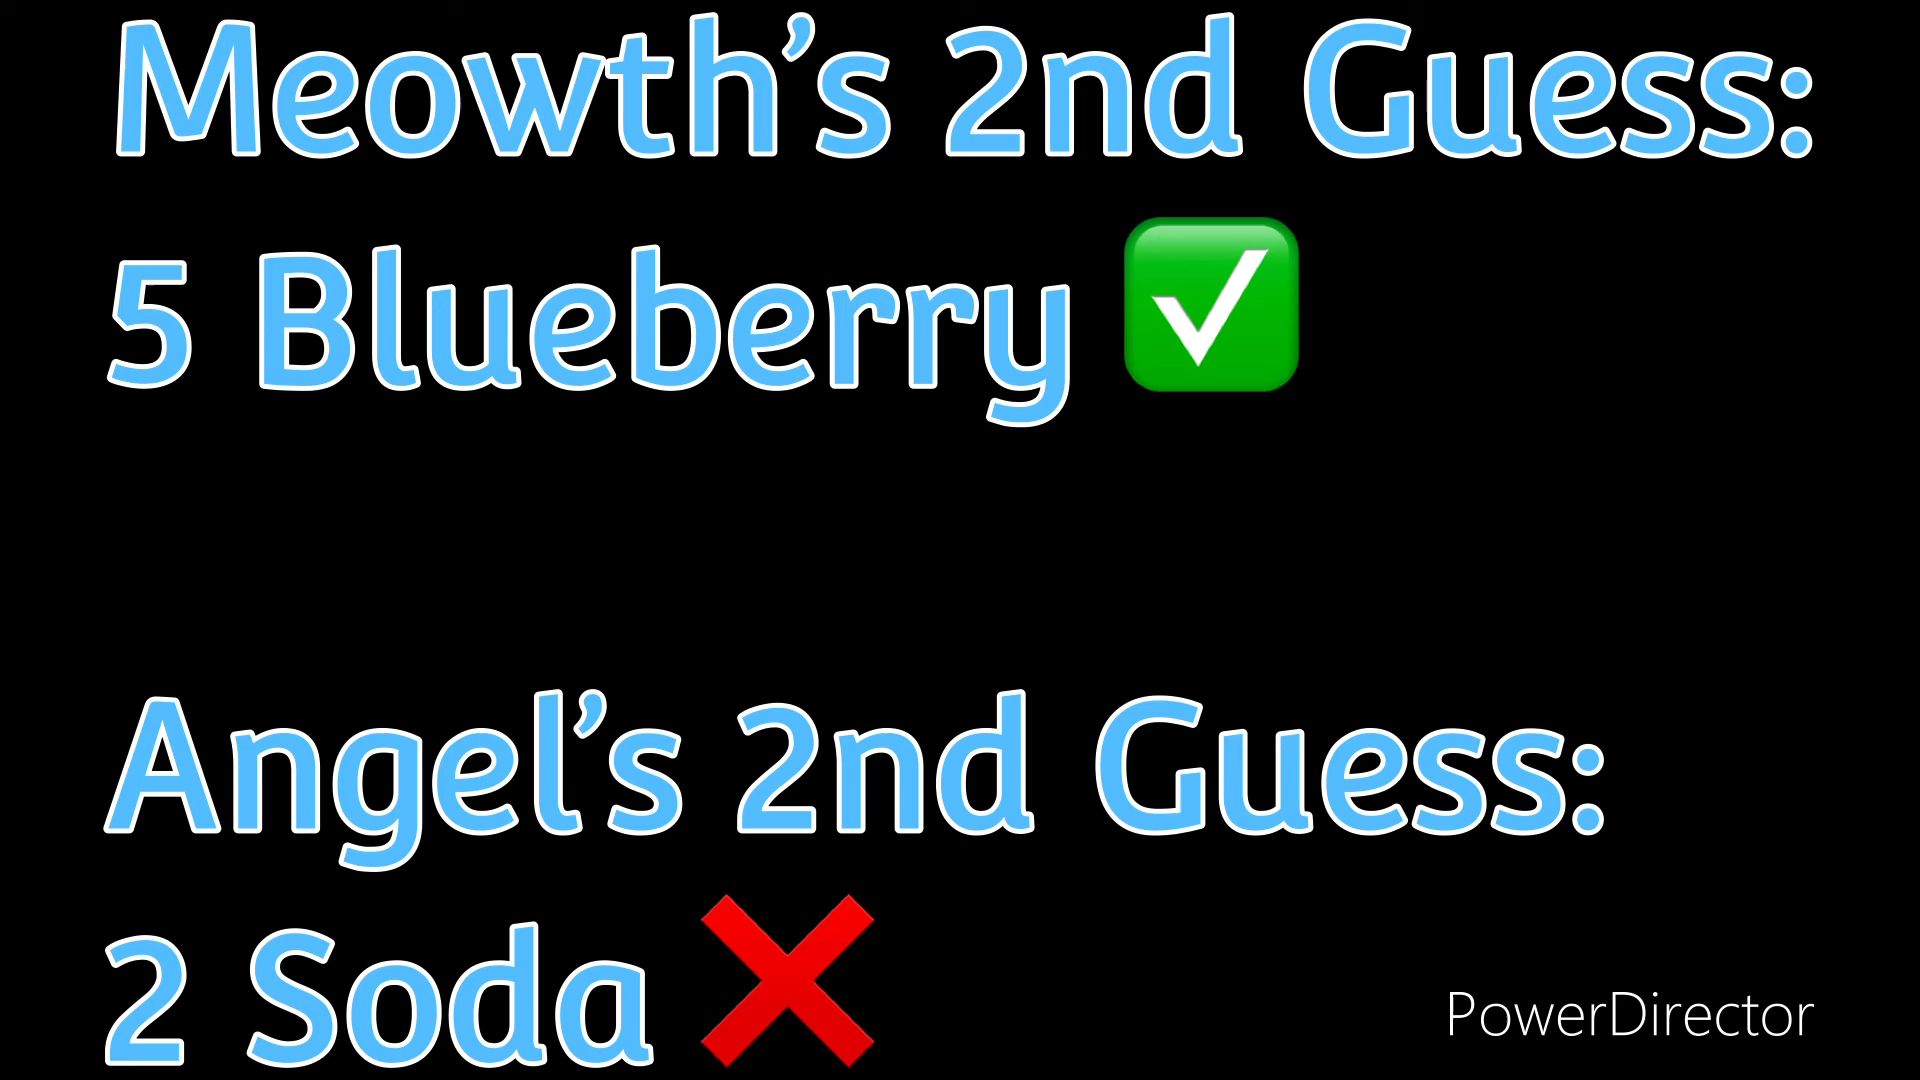 Meowth’s 2nd Guess:
5 Blueberry ✅
Angel’s 2nd Guess:
2 Soda ❌
PowerDirector